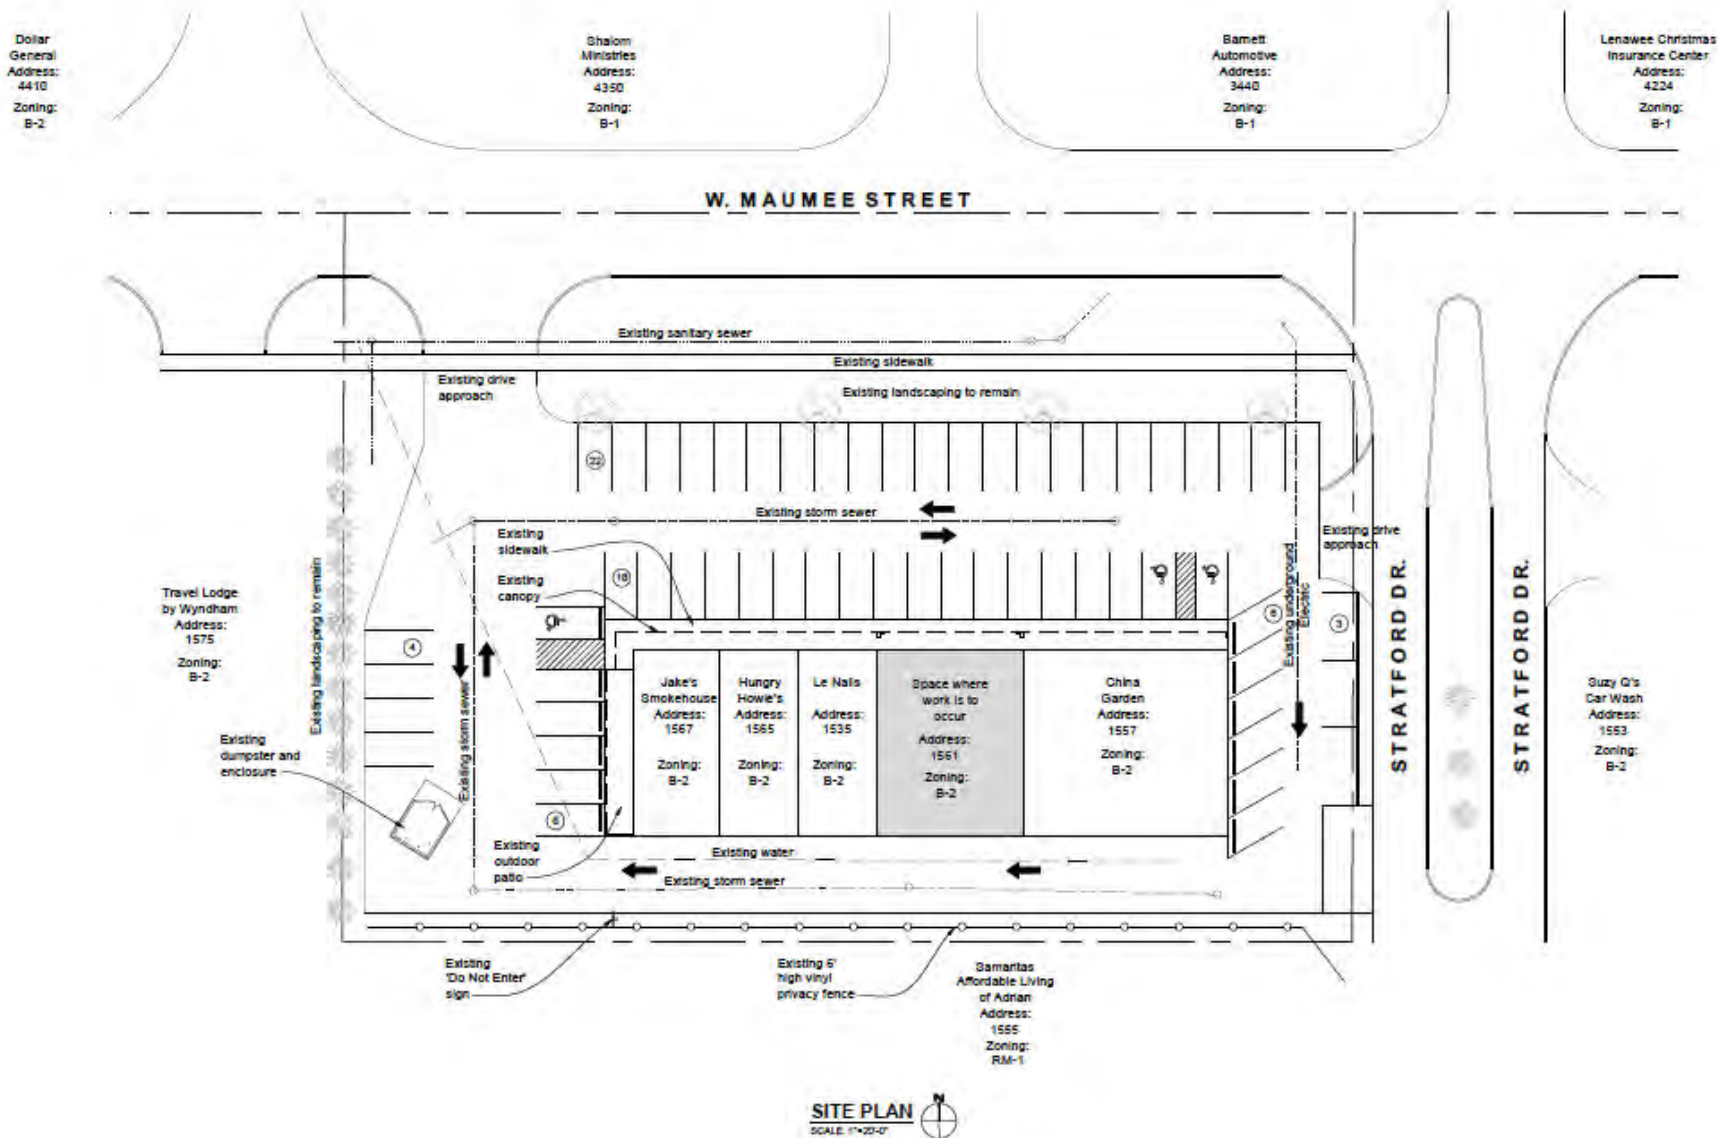 Dollar
General
Address:
4410
Zoning:
B-2
Shalom
Ministries
Address:
4350
Zoning:
B-1
Barnett
Automotive
Address:
3440
Zoning:
B-1
Lenawee Christmas
Insurance Center
Address:
4224
Zoning:
B-1
W. MAUMEE STREET
Existing sanitary sewer
Existing sidewalk
Existing drive
approach
Existing landscaping to remain
22
Existing storm sewer
Existing
sidewalk
Existing
canopy
18
Existing drive
approach
Existing underground
Electric
Existing landscaping to remain
Travel Lodge
by Wyndham
Address:
1575
Zoning:
B-2
4
Existing storm sewer
Jake's
Smokehouse
Address:
1567
Zoning:
B-2
Hungry
Howie's
Address:
1565
Zoning:
B-2
Le Nails
Address:
1535
Zoning:
B-2
Space where
work is to
occur
Address:
1561
Zoning:
B-2
China
Garden
Address:
1557
Zoning:
B-2
3
STRATFORD DR.
STRATFORD DR.
Suzy Q's
Car Wash
Address:
1553
Zoning:
B-2
Existing
dumpster and
enclosure
Existing
outdoor
patio
Existing water
Existing storm sewer
Existing
'Do Not Enter'
sign
Existing 6'
high vinyl
privacy fence
Samaritas
Affordable Living
of Adrian
Address:
1555
Zoning:
RM-1
SITE PLAN
SCALE: 1"=20'-0"
N